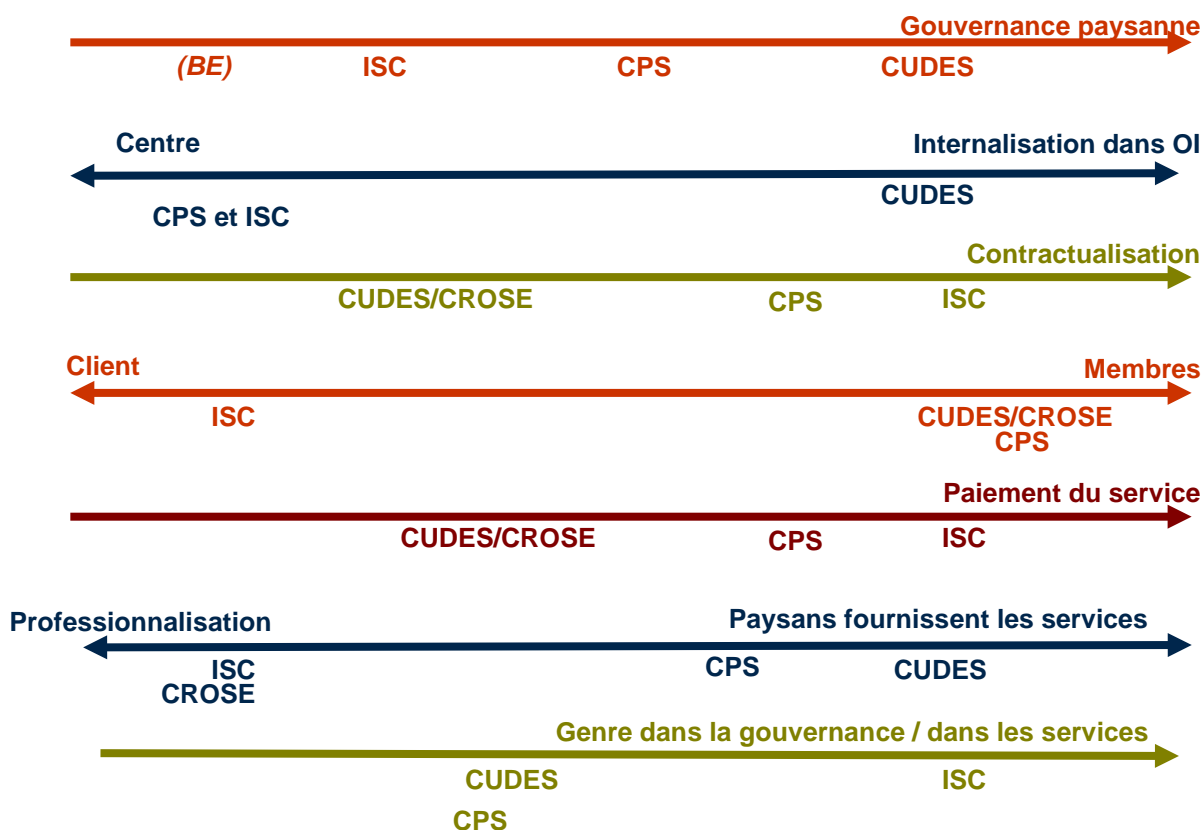 Gouvernance paysanne
(BE) ISC CPS CUDES
Centre Internalisation dans OI
CUDES
CPS et ISC
Contractualisation
CUDES/CROSE CPS ISC
Client Membres
ISC CUDES/CROSE
CPS
Paiement du service
CUDES/CROSE CPS ISC
Professionnalisation Paysans fournissent les services
ISC CPS CUDES
CROSE
Genre dans la gouvernance / dans les services
CUDES ISC
CPS